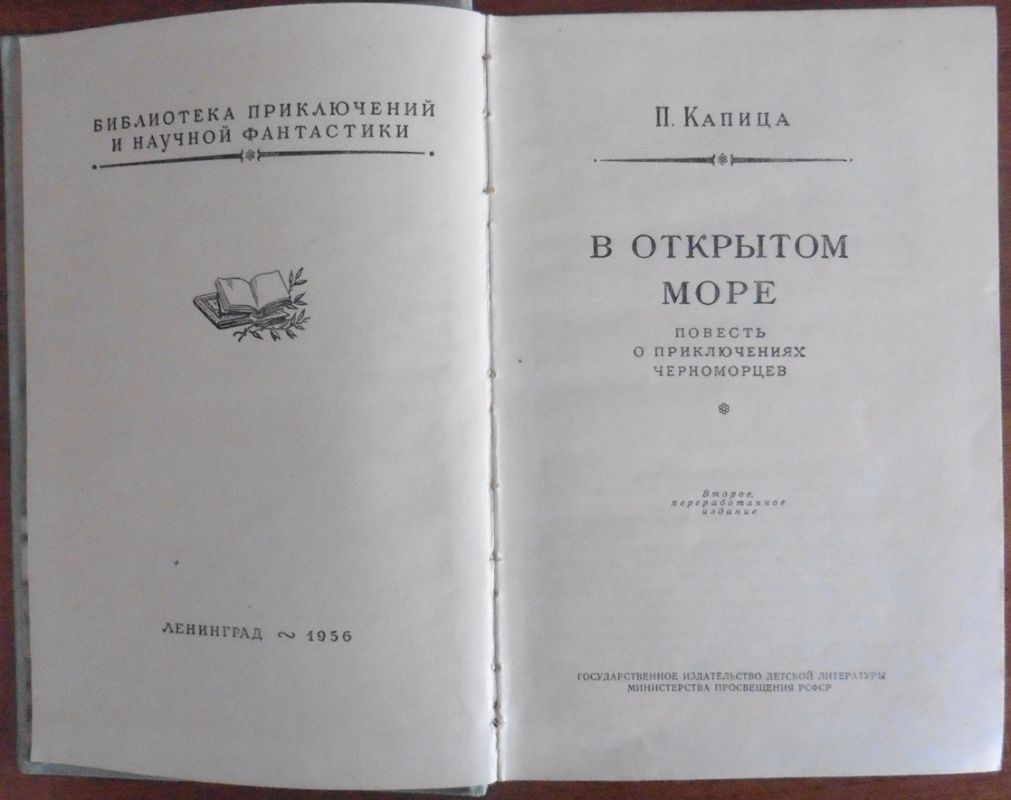 БИБЛИОТЕКА ПРИКЛЮЧЕНИЙ
И НАУЧНОЙ ФАНТАСТИКИ
ЛЕНИНГРАД ~ 1956
П. КАПИЦА
В ОТКРЫТОМ
МОРЕ
ПОВЕСТЬ
О ПРИКЛЮЧЕНИЯХ
ЧЕРНОМОРЦЕВ
Второе,
переработанное
издание
ГОСУДАРСТВЕННОЕ ИЗДАТЕЛЬСТВО ДЕТСКОЙ ЛИТЕРАТУРЫ
МИНИСТЕРСТВА ПРОСВЕЩЕНИЯ РСФСР